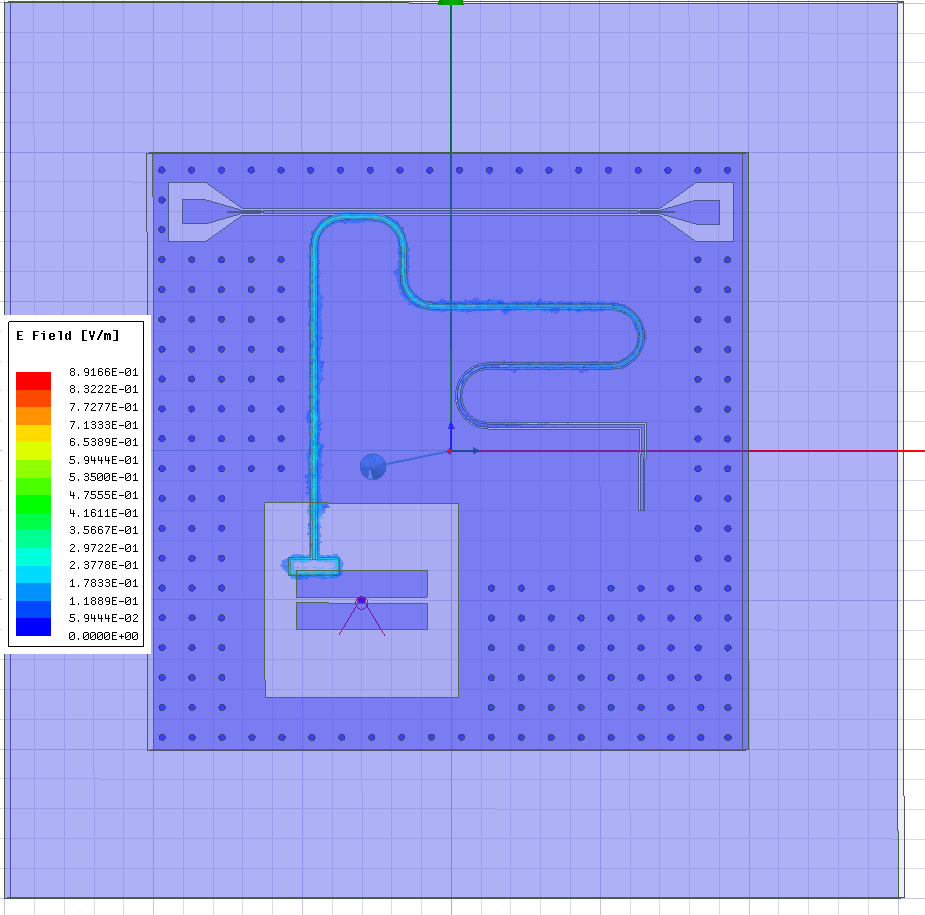 E Field [V/m]
8.9166E-01
8.3222E-01
7.7277E-01
7.1333E-01
6.5389E-01
5.9444E-01
5.3500E-01
4.7555E-01
4.1611E-01
3.5667E-01
2.9722E-01
2.3778E-01
1.7833E-01
1.1889E-01
5.9444E-02
0.0000E+00